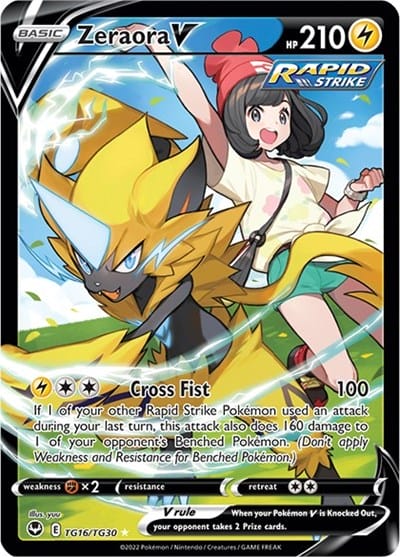 BASIC Zeraora V HP 210
RAPID
STRIKE
Cross Fist 100
If 1 of your other Rapid Strike Pokémon used an attack
during your last turn, this attack also does 160 damage to
1 of your opponent's Benched Pokémon. (Don't apply
Weakness and Resistance for Benched Pokémon.)
weakness ×2 resistance retreat
Illus. yuu
E TG16/TG30
V rule When your Pokémon V is Knocked Out,
your opponent takes 2 Prize cards.
©2022 Pokémon / Nintendo / Creatures / GAME FREAK